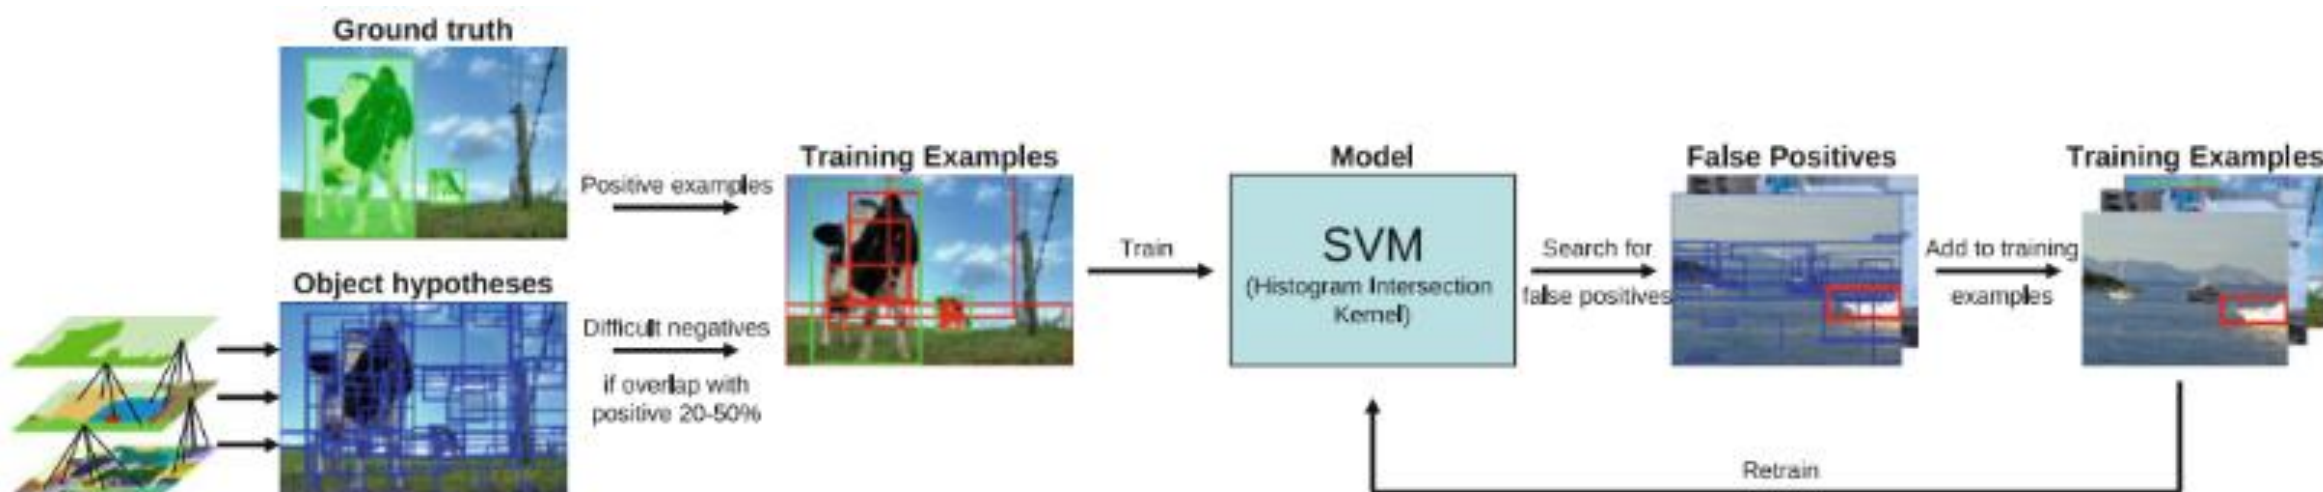 Ground truth
Positive examples
Object hypotheses
Difficult negatives
if overlap with
positive 20-50%
Training Examples
Train
Model
SVM
(Histogram Intersection
Kernel)
Search for
false positives
False Positives
Add to training
examples
Training Examples
Retrain